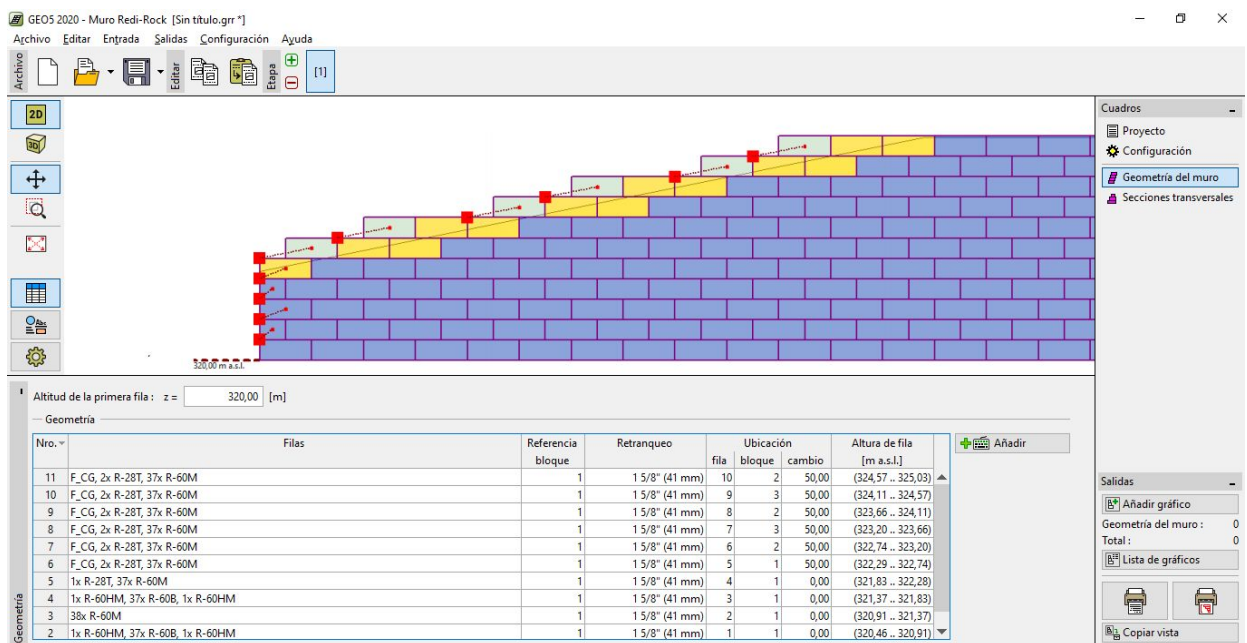 GEO5 2020 - Muro Redi-Rock [Sin título.grr *]
Archivo Editar Entrada Salidas Configuración Ayuda
Archivo
Editar
Etapa
[1]
2D
3D
Abc
320,00 m a.s.l.
Cuadros
Proyecto
Configuración
Geometría del muro
Secciones transversales
Geometría
Altitud de la primera fila : z = 320,00 [m]
Geometría
Nro. Filas Referencia Retranqueo Ubicación Altura de fila
bloque fila bloque cambio [m a.s.l.]
11 F_CG, 2x R-28T, 37x R-60M 1 1 5/8" (41 mm) 10 2 50,00 (324,57 .. 325,03)
10 F_CG, 2x R-28T, 37x R-60M 1 1 5/8" (41 mm) 9 3 50,00 (324,11 .. 324,57)
9 F_CG, 2x R-28T, 37x R-60M 1 1 5/8" (41 mm) 8 2 50,00 (323,66 .. 324,11)
8 F_CG, 2x R-28T, 37x R-60M 1 1 5/8" (41 mm) 7 3 50,00 (323,20 .. 323,66)
7 F_CG, 2x R-28T, 37x R-60M 1 1 5/8" (41 mm) 6 2 50,00 (322,74 .. 323,20)
6 F_CG, 2x R-28T, 37x R-60M 1 1 5/8" (41 mm) 5 1 50,00 (322,29 .. 322,74)
5 1x R-28T, 37x R-60M 1 1 5/8" (41 mm) 4 1 0,00 (321,83 .. 322,28)
4 1x R-60HM, 37x R-60B, 1x R-60HM 1 1 5/8" (41 mm) 3 1 0,00 (321,37 .. 321,83)
3 38x R-60M 1 1 5/8" (41 mm) 2 1 0,00 (320,91 .. 321,37)
2 1x R-60HM, 37x R-60B, 1x R-60HM 1 1 5/8" (41 mm) 1 1 0,00 (320,46 .. 320,91)
Añadir
Salidas
Añadir gráfico
Geometría del muro : 0
Total : 0
Lista de gráficos
Copiar vista